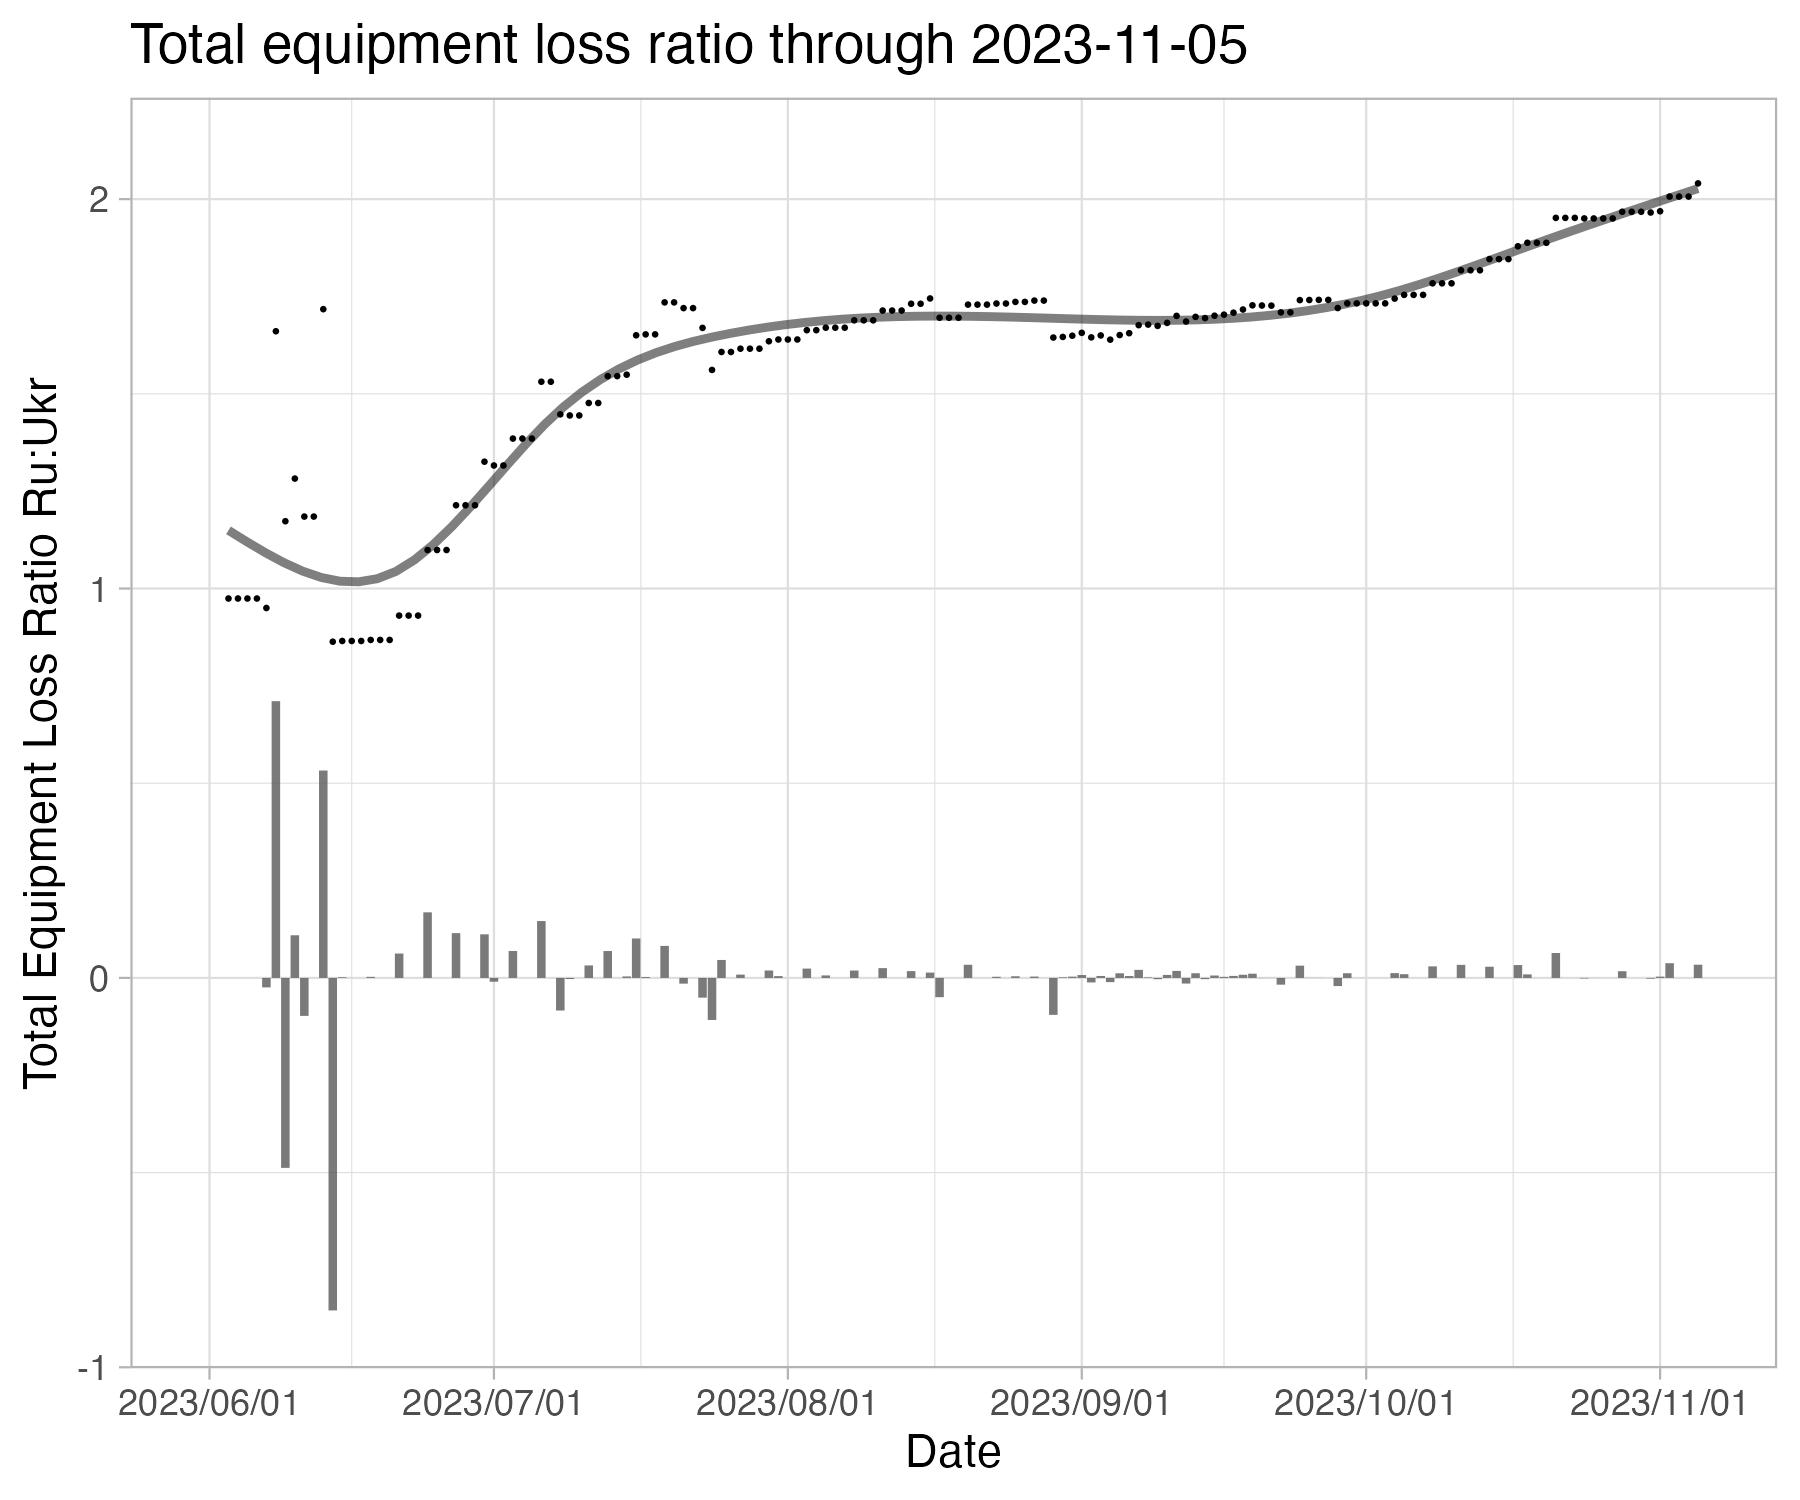 Total equipment loss ratio through 2023-11-05
Total Equipment Loss Ratio Ru:Ukr
2
1
0
-1
2023/06/01 2023/07/01 2023/08/01 2023/09/01 2023/10/01 2023/11/01
Date